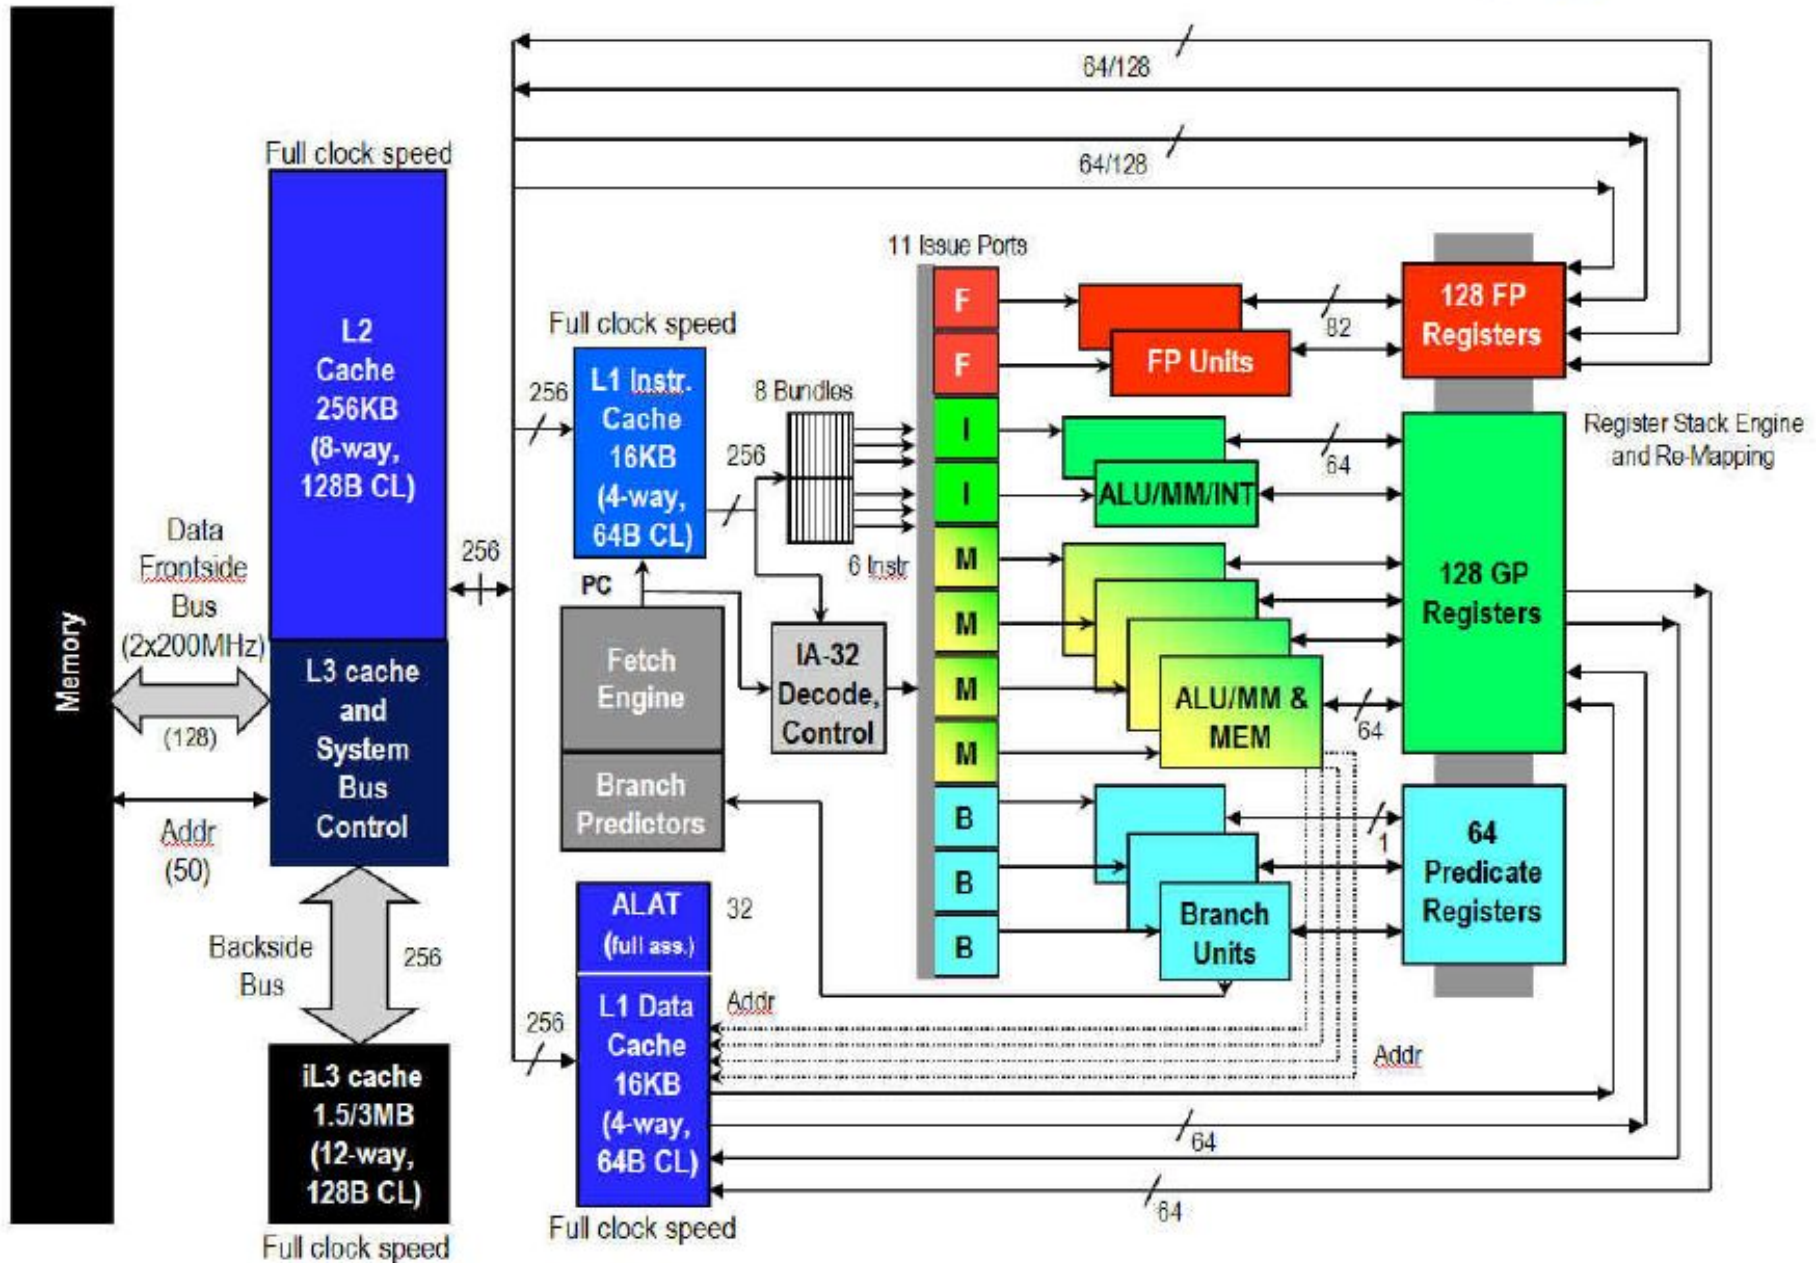 64/128
64/128
Full clock speed
L2
Cache
256KB
(8-way,
128B CL)
Memory
Data
Frontside
Bus
(2x200MHz)
(128)
Addr
(50)
L3 cache
and
System
Bus
Control
Backside
Bus
256
iL3 cache
1.5/3MB
(12-way,
128B CL)
Full clock speed
256
Full clock speed
256
L1 Instr.
Cache
16KB
(4-way,
64B CL)
256
8 Bundles
6 Instr
PC
Fetch
Engine
Branch
Predictors
IA-32
Decode,
Control
ALAT
(full ass.)
32
256
L1 Data
Cache
16KB
(4-way,
64B CL)
Full clock speed
Addr
Addr
64
64
11 Issue Ports
F
F
I
I
M
M
M
M
B
B
B
FP Units
82
ALU/MM/INT
64
ALU/MM &
MEM
64
Branch
Units
1
128 FP
Registers
128 GP
Registers
64
Predicate
Registers
Register Stack Engine
and Re-Mapping